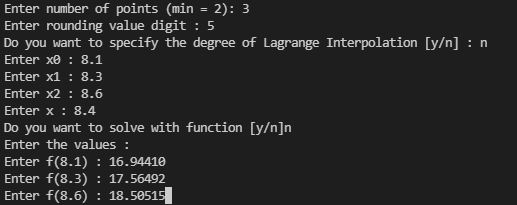 Enter number of points (min = 2): 3
Enter rounding value digit : 5
Do you want to specify the degree of Lagrange Interpolation [y/n] : n
Enter x0 : 8.1
Enter x1 : 8.3
Enter x2 : 8.6
Enter x : 8.4
Do you want to solve with function [y/n]n
Enter the values :
Enter f(8.1) : 16.94410
Enter f(8.3) : 17.56492
Enter f(8.6) : 18.50515